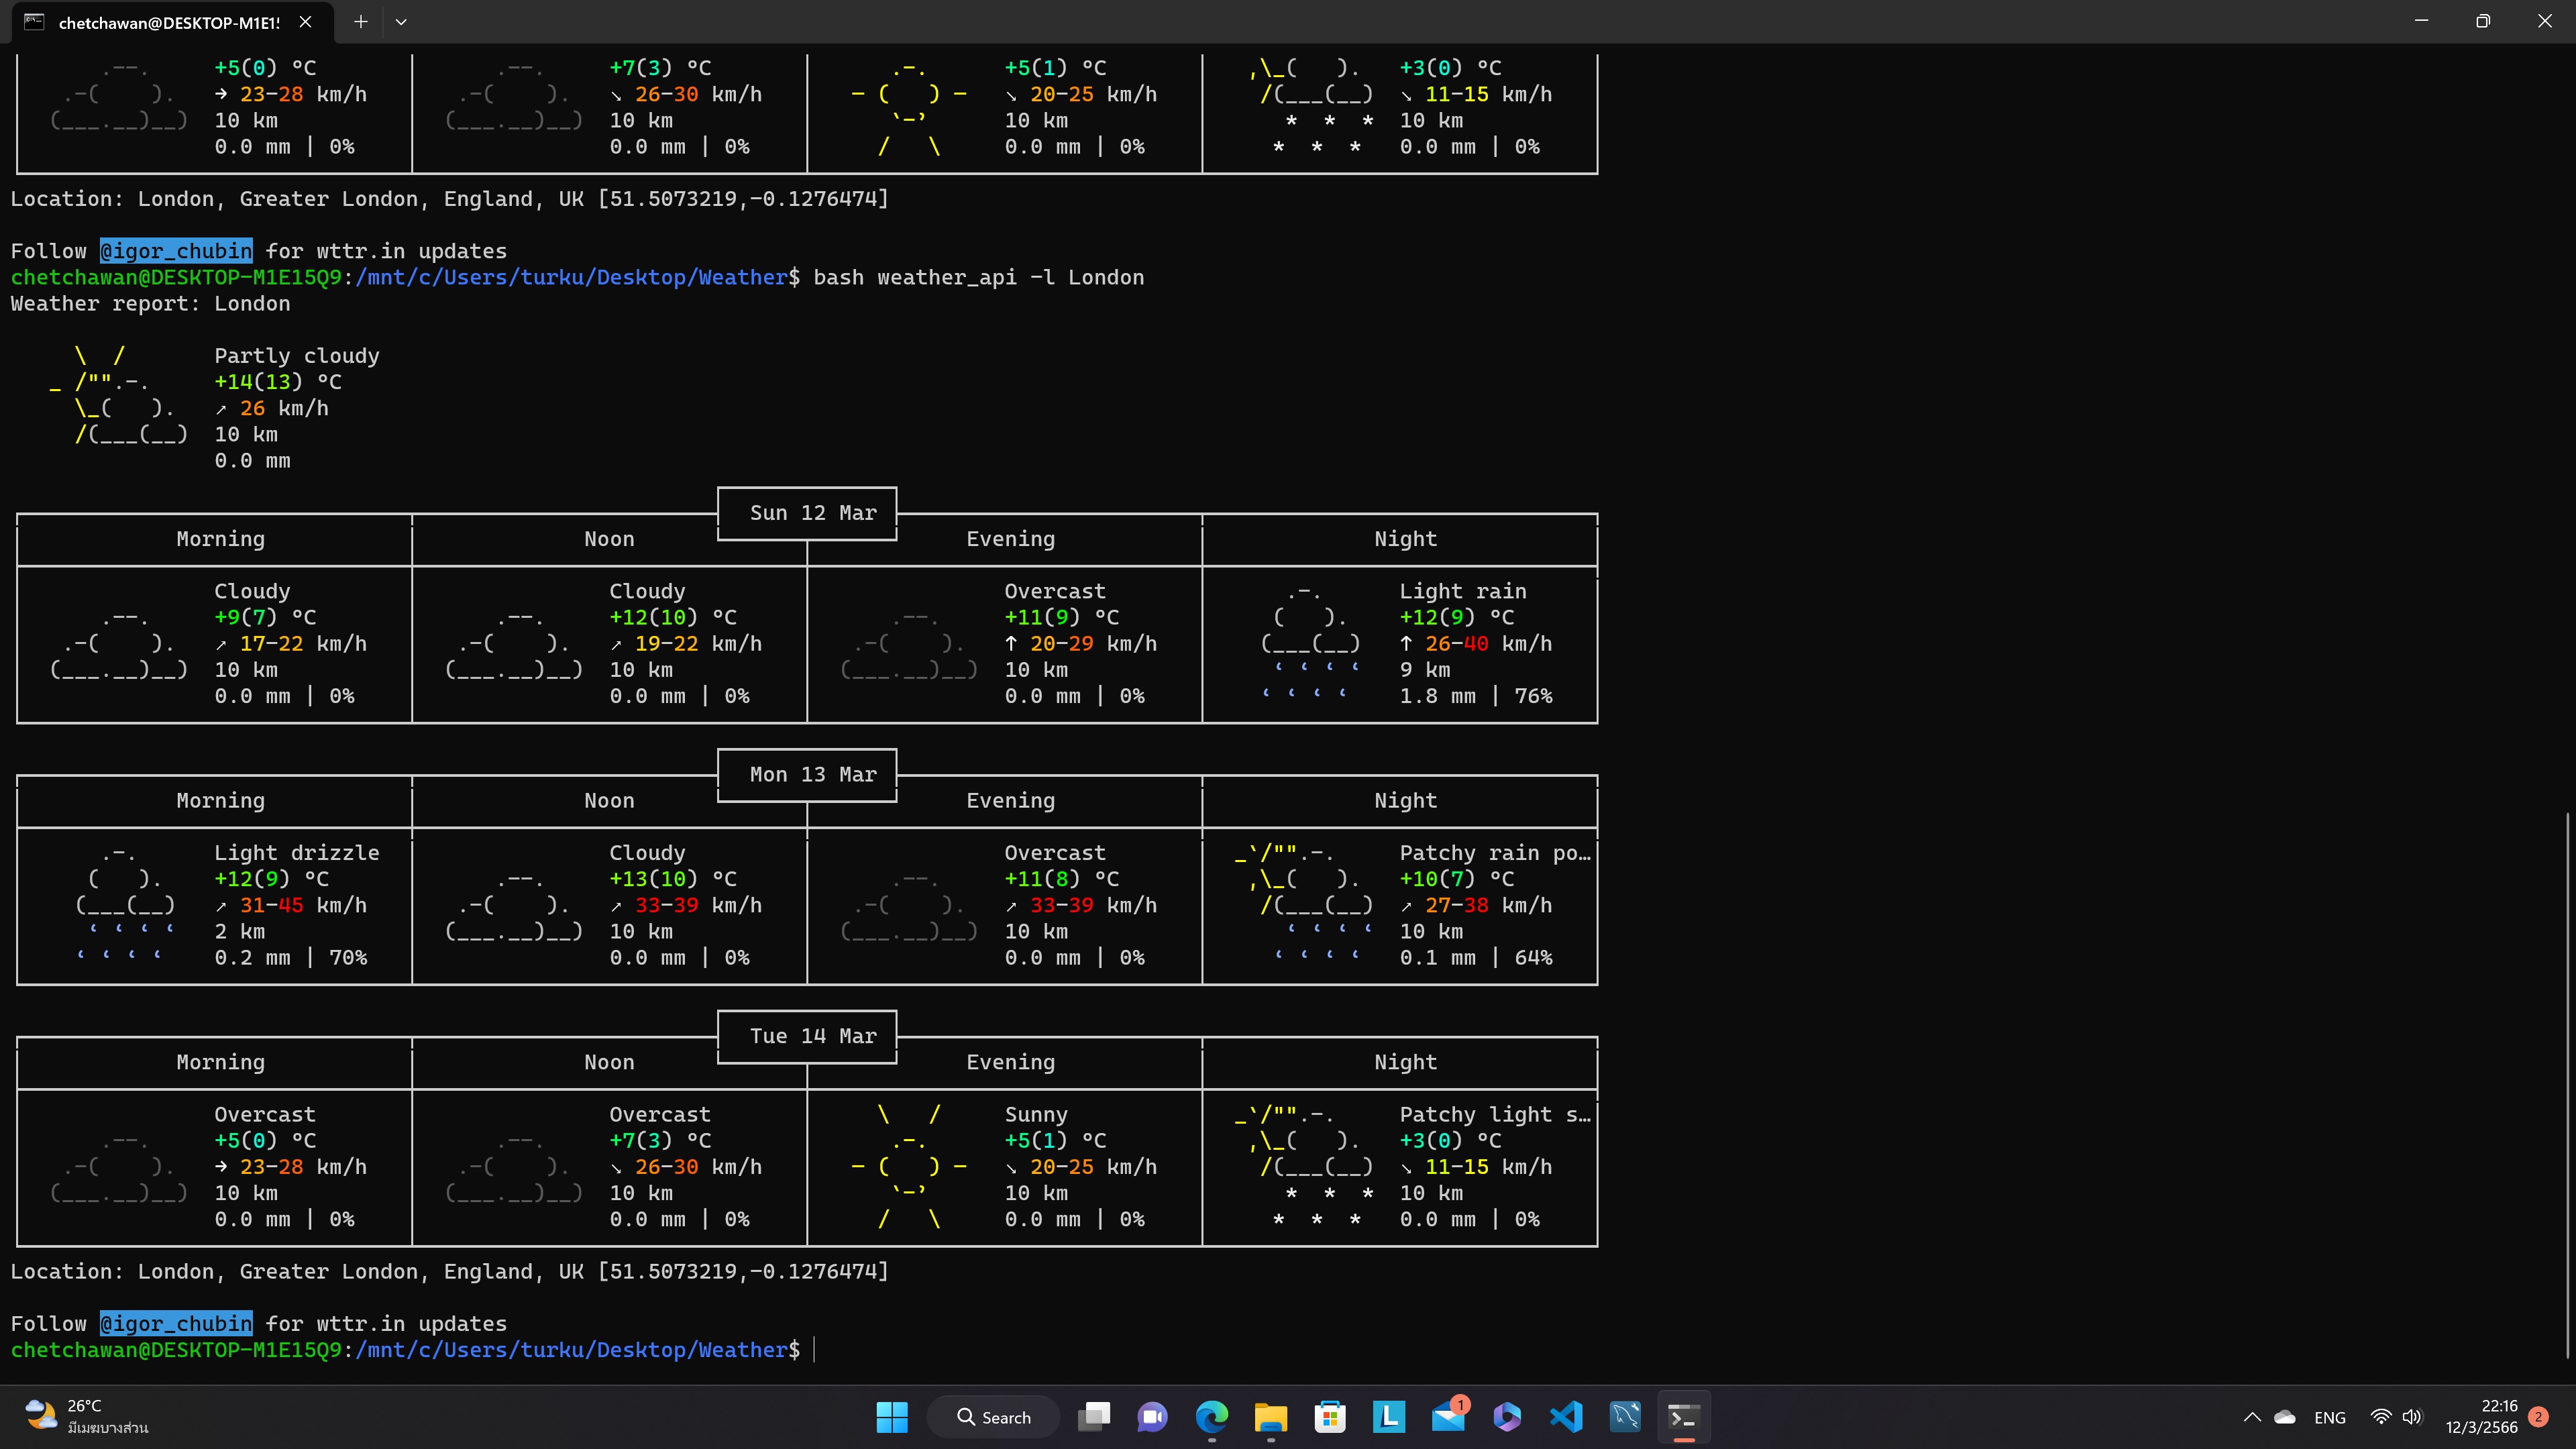 chetchawan@DESKTOP-M1E1!
+5(0) °C +7(3) °C +5(1) °C +3(0) °C
→ 23-28 km/h ↘ 26-30 km/h ↘ 20-25 km/h ↘ 11-15 km/h
10 km 10 km 10 km 10 km
0.0 mm | 0% 0.0 mm | 0% 0.0 mm | 0% 0.0 mm | 0%
Location: London, Greater London, England, UK [51.5073219,-0.1276474]
Follow @igor_chubin for wttr.in updates
chetchawan@DESKTOP-M1E15Q9:/mnt/c/Users/turku/Desktop/Weather$ bash weather_api -l London
Weather report: London
Partly cloudy
+14(13) °C
↗ 26 km/h
10 km
0.0 mm
Sun 12 Mar
Morning Noon Evening Night
Cloudy Cloudy Overcast Light rain
+9(7) °C +12(10) °C +11(9) °C +12(9) °C
↗ 17-22 km/h ↗ 19-22 km/h ↑ 20-29 km/h ↑ 26-40 km/h
10 km 10 km 10 km 9 km
0.0 mm | 0% 0.0 mm | 0% 0.0 mm | 0% 1.8 mm | 76%
Mon 13 Mar
Morning Noon Evening Night
Light drizzle Cloudy Overcast Patchy rain po…
+12(9) °C +13(10) °C +11(8) °C +10(7) °C
↗ 31-45 km/h ↗ 33-39 km/h ↗ 33-39 km/h ↗ 27-38 km/h
2 km 10 km 10 km 10 km
0.2 mm | 70% 0.0 mm | 0% 0.0 mm | 0% 0.1 mm | 64%
Tue 14 Mar
Morning Noon Evening Night
Overcast Overcast Sunny Patchy light s…
+5(0) °C +7(3) °C +5(1) °C +3(0) °C
→ 23-28 km/h ↘ 26-30 km/h ↘ 20-25 km/h ↘ 11-15 km/h
10 km 10 km 10 km 10 km
0.0 mm | 0% 0.0 mm | 0% 0.0 mm | 0% 0.0 mm | 0%
Location: London, Greater London, England, UK [51.5073219,-0.1276474]
Follow @igor_chubin for wttr.in updates
chetchawan@DESKTOP-M1E15Q9:/mnt/c/Users/turku/Desktop/Weather$
26°C
มีเมฆบางส่วน
Search
L
1
ENG
22:16
12/3/2566
2